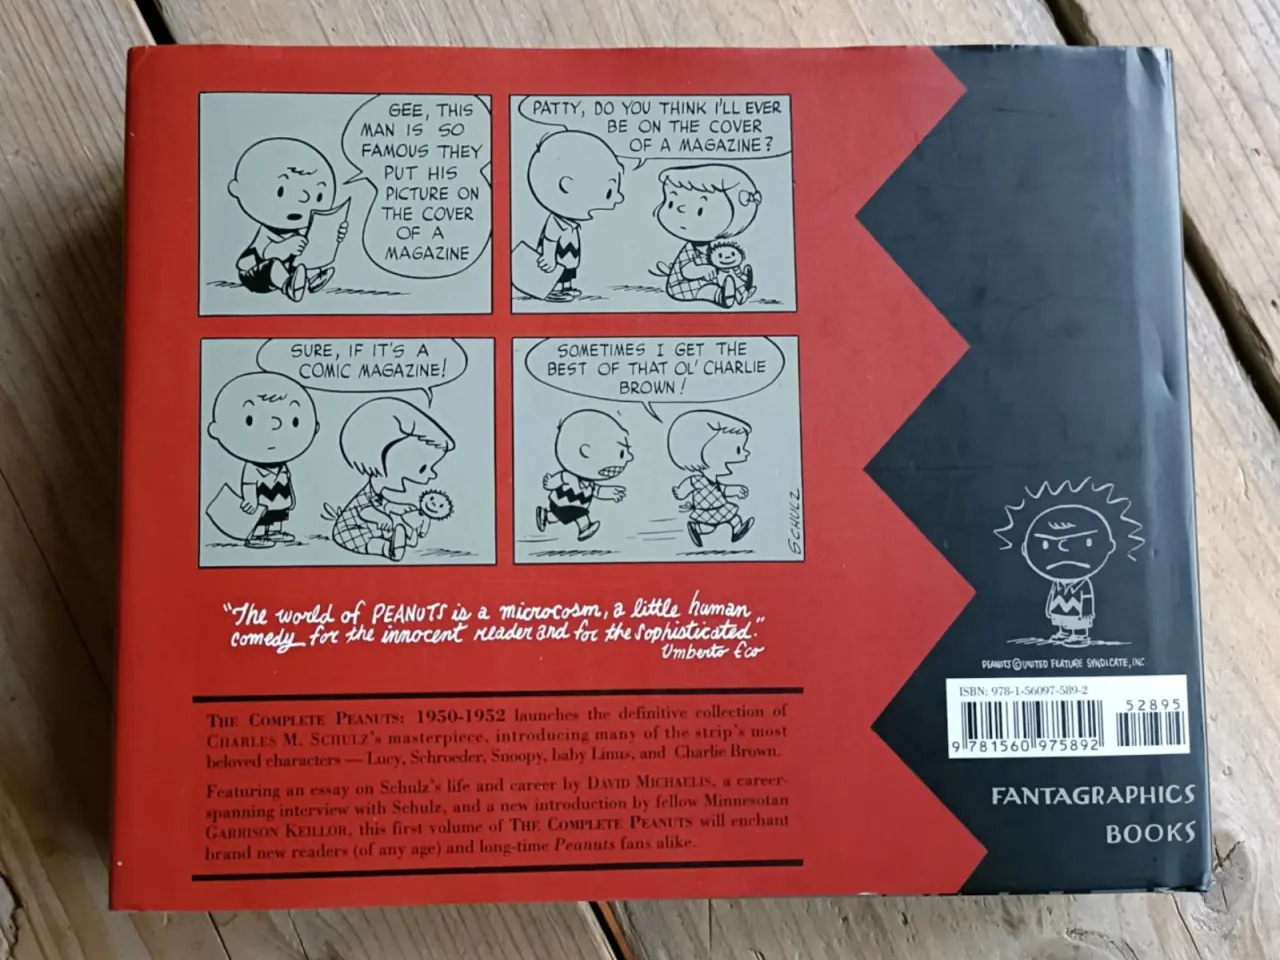 GEE, THIS
MAN IS SO
FAMOUS THEY
PUT HIS
PICTURE ON
THE COVER
OF A
MAGAZINE
PATTY, DO YOU THINK I'LL EVER
BE ON THE COVER
OF A MAGAZINE?
SURE, IF IT'S A
COMIC MAGAZINE!
SOMETIMES I GET THE
BEST OF THAT OL' CHARLIE
BROWN!
SCHULZ
"The world of PEANUTS is a microcosm, a little human
comedy for the innocent reader and for the sophisticated."
Umberto Eco
THE COMPLETE PEANUTS: 1950-1952 launches the definitive collection of
CHARLES M. SCHULZ's masterpiece, introducing many of the strip's most
beloved characters — Lucy, Schroeder, Snoopy, baby Linus, and Charlie Brown.
Featuring an essay on Schulz's life and career by DAVID MICHAELIS, a career-
spanning interview with Schulz, and a new introduction by fellow Minnesotan
GARRISON KEILLOR, this first volume of THE COMPLETE PEANUTS will enchant
brand new readers (of any age) and long-time Peanuts fans alike.
PEANUTS © UNITED FEATURE SYNDICATE, INC
ISBN: 978-1-56097-589-2
52895
9 781560 975892
FANTAGRAPHICS
BOOKS